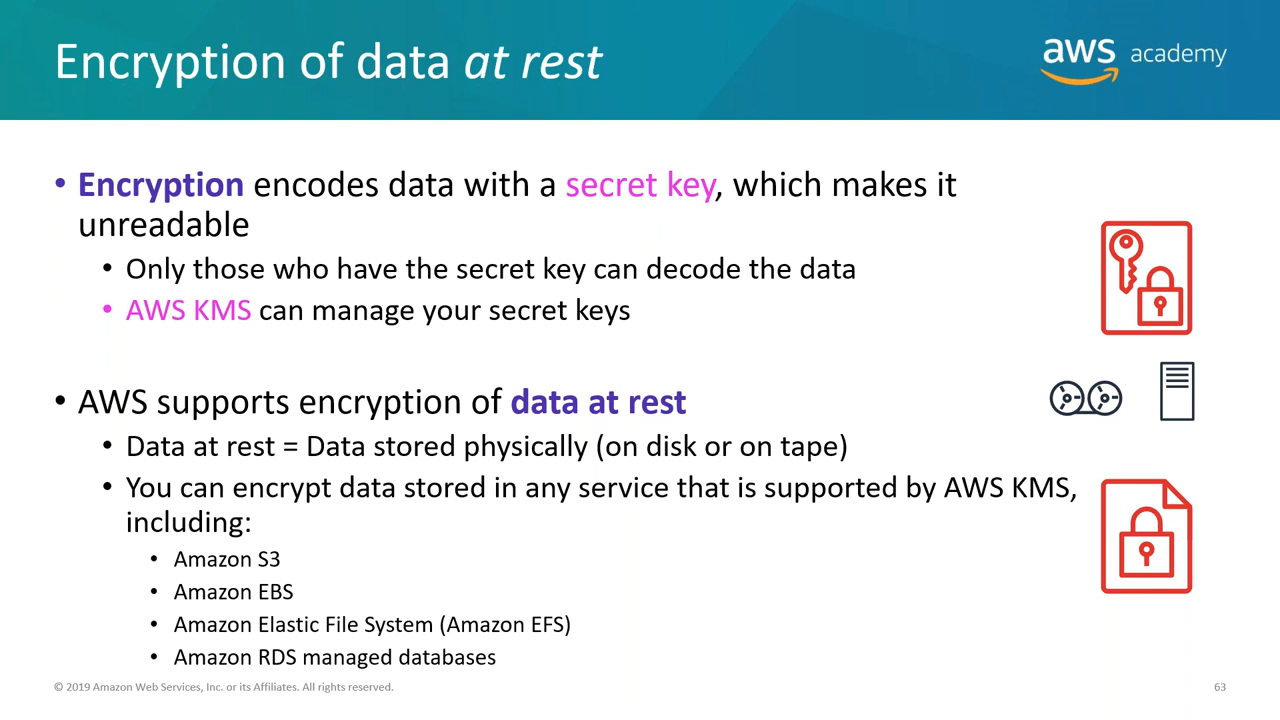 Encryption of data at rest
aws academy
• Encryption encodes data with a secret key, which makes it
unreadable
• Only those who have the secret key can decode the data
• AWS KMS can manage your secret keys
• AWS supports encryption of data at rest
• Data at rest = Data stored physically (on disk or on tape)
• You can encrypt data stored in any service that is supported by AWS KMS,
including:
• Amazon S3
• Amazon EBS
• Amazon Elastic File System (Amazon EFS)
• Amazon RDS managed databases
© 2019 Amazon Web Services, Inc. or its Affiliates. All rights reserved.
63